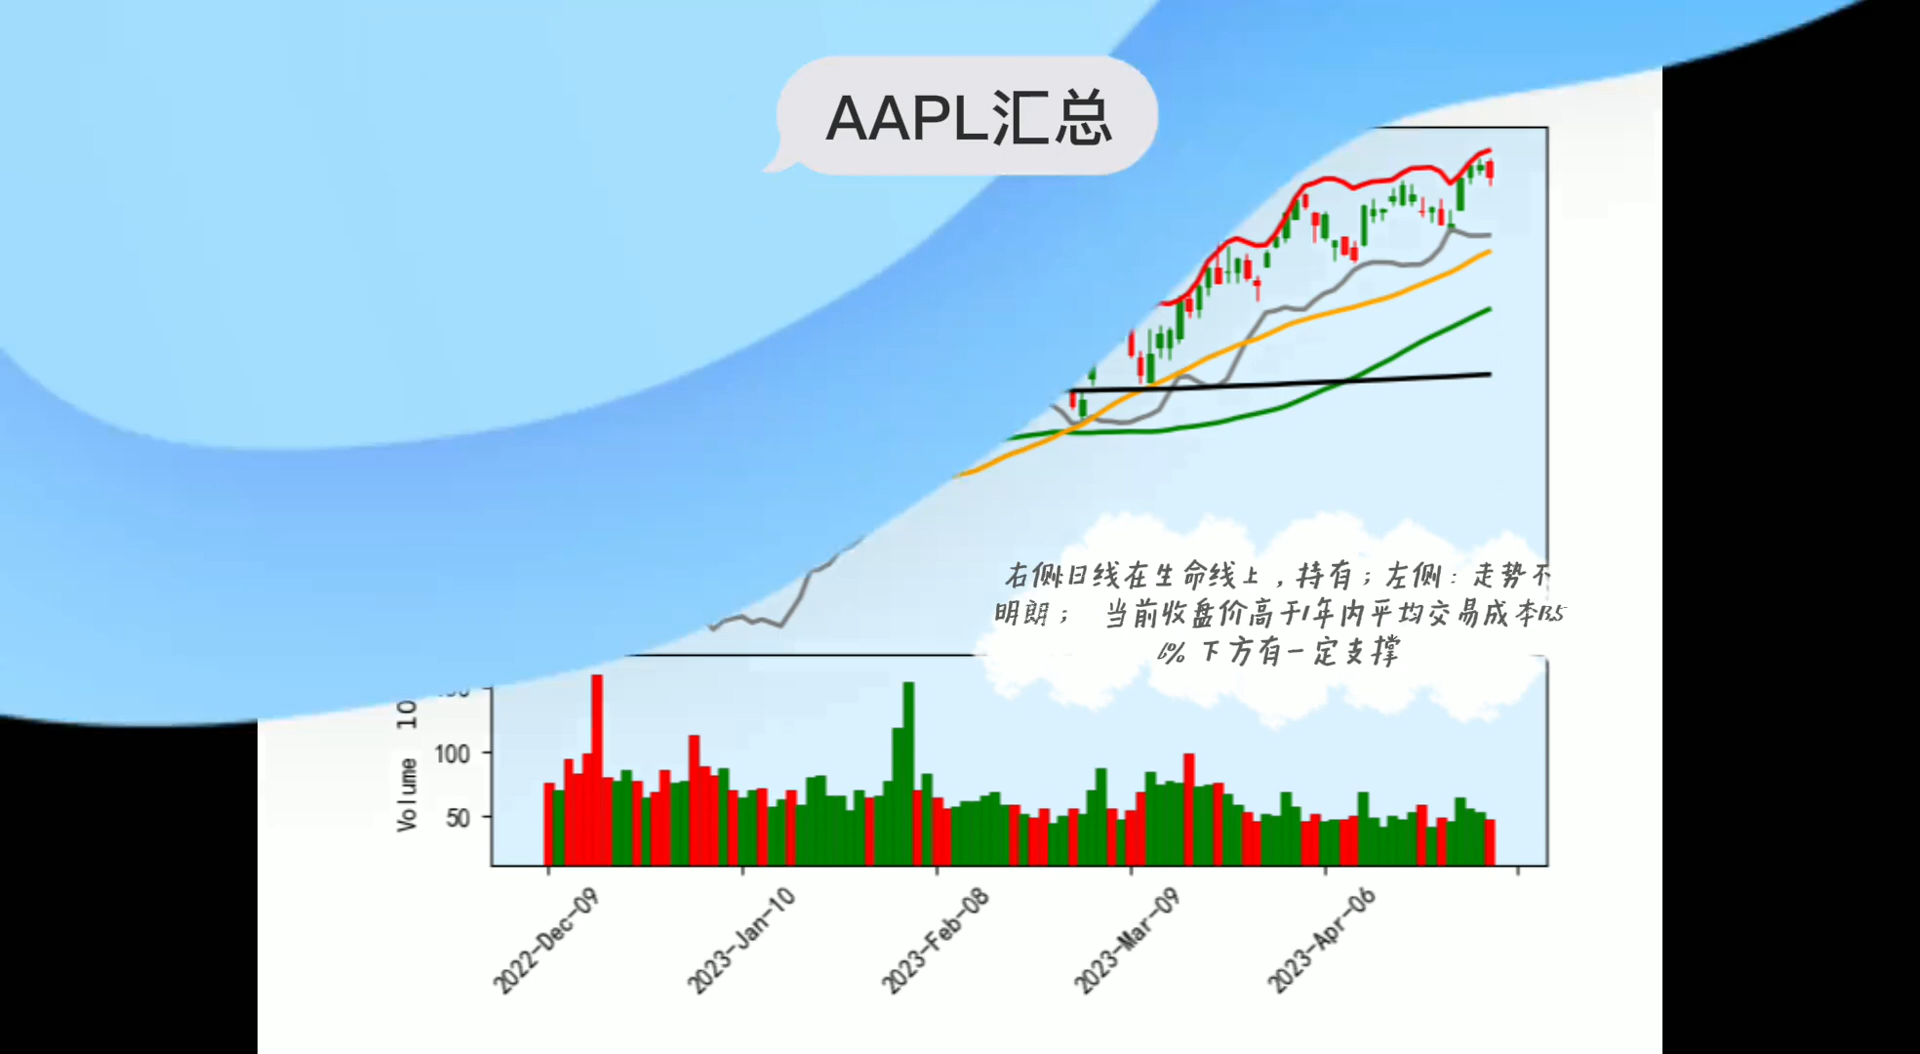 AAPL汇总
右侧:日线在生命线上，持有；左侧：走势不
明朗； 当前收盘价高于1年内平均交易成本
% 下方有一定支撑
Volume 10
100
50
2022-Dec-09
2023-Jan-10
2023-Feb-08
2023-Mar-09
2023-Apr-06